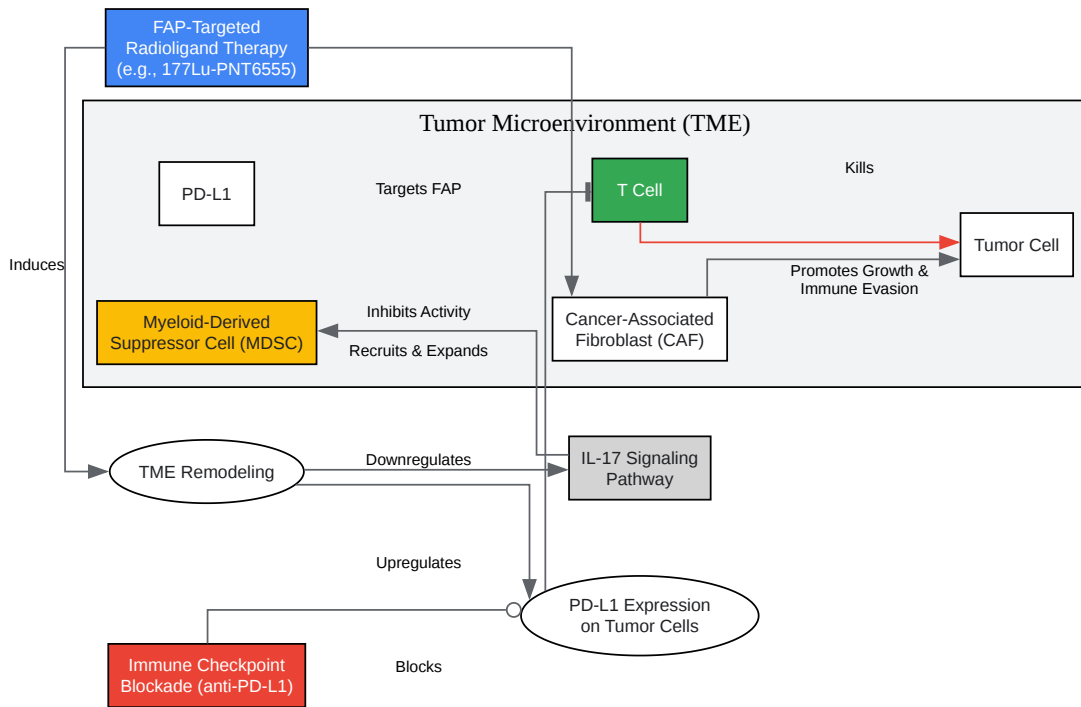 FAP-Targeted
Radioligand Therapy
(e.g., 177Lu-PNT6555)
Tumor Microenvironment (TME)
PD-L1
Targets FAP
T Cell
Kills
Tumor Cell
Induces
Promotes Growth &
Immune Evasion
Myeloid-Derived
Suppressor Cell (MDSC)
Inhibits Activity
Recruits & Expands
Cancer-Associated
Fibroblast (CAF)
TME Remodeling
Downregulates
IL-17 Signaling
Pathway
Upregulates
PD-L1 Expression
on Tumor Cells
Immune Checkpoint
Blockade (anti-PD-L1)
Blocks